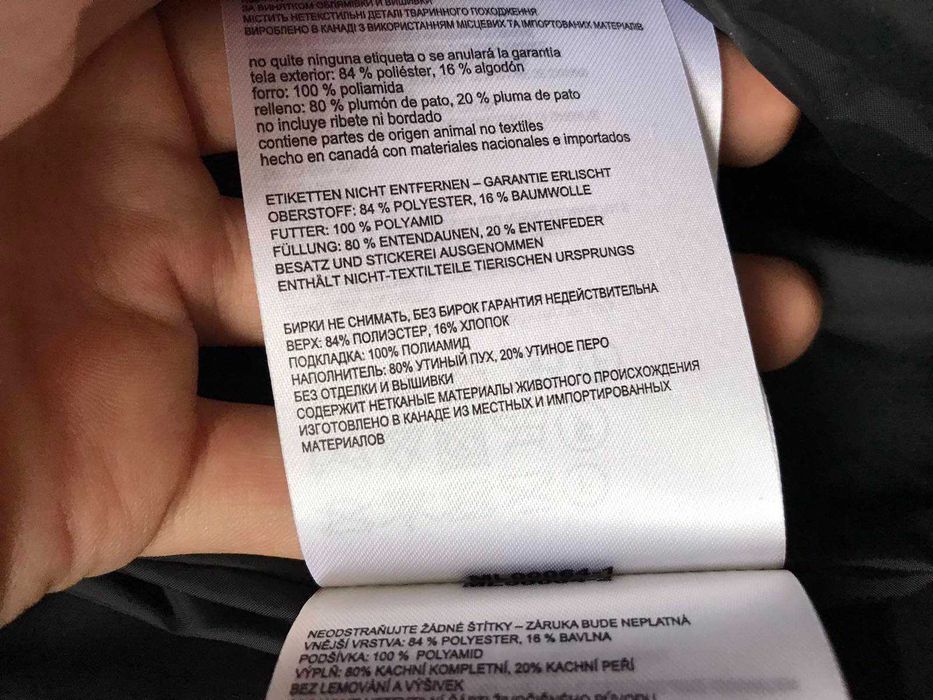 ЗА ВИНЯТКОМ ОБЛЯМІВКИ И ВИШИВКИ
МІСТИТЬ НЕТЕКСТИЛЬНІ ДЕТАЛІ ТВАРИННОГО ПОХОДЖЕННЯ
ВИРОБЛЕНО В КАНАДІ З ВИКОРИСТАННЯМ МІСЦЕВИХ ТА ІМПОРТОВАНИХ МАТЕРІАЛІВ
no quite ninguna etiqueta o se anulará la garantia
tela exterior: 84 % poliéster, 16 % algodón
forro: 100 % poliamida
relleno: 80 % plumón de pato, 20 % pluma de pato
no incluye ribete ni bordado
contiene partes de origen animal no textiles
hecho en canadá con materiales nacionales e importados
ETIKETTEN NICHT ENTFERNEN – GARANTIE ERLISCHT
OBERSTOFF: 84 % POLYESTER, 16 % BAUMWOLLE
FUTTER: 100 % POLYAMID
FÜLLUNG: 80 % ENTENDAUNEN, 20 % ENTENFEDER
BESATZ UND STICKEREI AUSGENOMMEN
ENTHÄLT NICHT-TEXTILTEILE TIERISCHEN URSPRUNGS
БИРКИ НЕ СНИМАТЬ, БЕЗ БИРОК ГАРАНТИЯ НЕДЕЙСТВИТЕЛЬНА
ВЕРХ: 84% ПОЛИЭСТЕР, 16% ХЛОПОК
ПОДКЛАДКА: 100% ПОЛИАМИД
НАПОЛНИТЕЛЬ: 80% УТИНЫЙ ПУХ, 20% УТИНОЕ ПЕРО
БЕЗ ОТДЕЛКИ И ВЫШИВКИ
СОДЕРЖИТ НЕТКАНЫЕ МАТЕРИАЛЫ ЖИВОТНОГО ПРОИСХОЖДЕНИЯ
ИЗГОТОВЛЕНО В КАНАДЕ ИЗ МЕСТНЫХ И ИМПОРТИРОВАННЫХ
МАТЕРИАЛОВ
NEODSTRAŇUJTE ŽÁDNÉ ŠTÍTKY – ZÁRUKA BUDE NEPLATNÁ
VNĚJŠÍ VRSTVA: 84 % POLYESTER, 16 % BAVLNA
PODŠÍVKA: 100 % POLYAMID
VÝPLŇ: 80% KACHNÍ KOMPLETNÍ, 20% KACHNÍ PEŘÍ
BEZ LEMOVÁNÍ A VÝŠIVEK